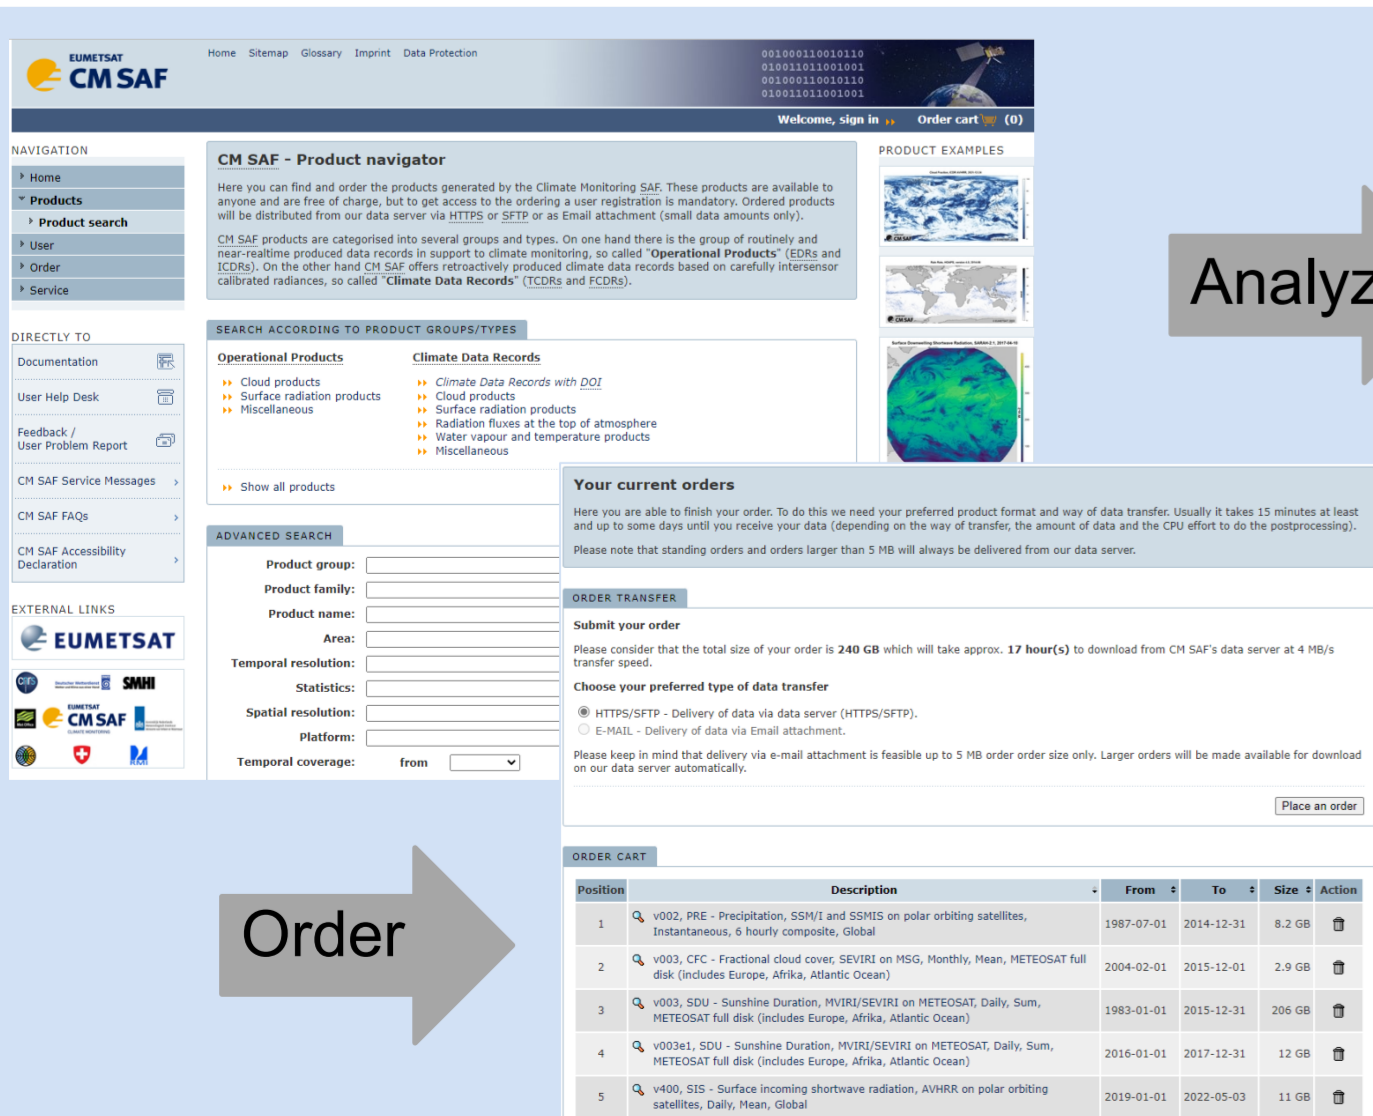 EUMETSAT
CM SAF
Home Sitemap Glossary Imprint Data Protection
001000110010110
010011011001001
001000110010110
010011011001001
Welcome, sign in Order cart (0)
NAVIGATION
Home
Products
Product search
User
Order
Service
DIRECTLY TO
Documentation
User Help Desk
Feedback /
User Problem Report
CM SAF Service Messages
CM SAF FAQs
CM SAF Accessibility
Declaration
EXTERNAL LINKS
EUMETSAT
SMHI
EUMETSAT
CM SAF
CLIMATE MONITORING
RMI
CM SAF - Product navigator
Here you can find and order the products generated by the Climate Monitoring SAF. These products are available to
anyone and are free of charge, but to get access to the ordering a user registration is mandatory. Ordered products
will be distributed from our data server via HTTPS or SFTP or as Email attachment (small data amounts only).
CM SAF products are categorised into several groups and types. On one hand there is the group of routinely and
near-realtime produced data records in support to climate monitoring, so called "Operational Products" (EDRs and
ICDRs). On the other hand CM SAF offers retroactively produced climate data records based on carefully intersensor
calibrated radiances, so called "Climate Data Records" (TCDRs and FCDRs).
SEARCH ACCORDING TO PRODUCT GROUPS/TYPES
Operational Products
Cloud products
Surface radiation products
Miscellaneous
Climate Data Records
Climate Data Records with DOI
Cloud products
Surface radiation products
Radiation fluxes at the top of atmosphere
Water vapour and temperature products
Miscellaneous
Show all products
ADVANCED SEARCH
Product group:
Product family:
Product name:
Area:
Temporal resolution:
Statistics:
Spatial resolution:
Platform:
Temporal coverage: from
PRODUCT EXAMPLES
Surface Downwelling Shortwave Radiation, SARAH-2.1, 2017-04-10
Analyz
Your current orders
Here you are able to finish your order. To do this we need your preferred product format and way of data transfer. Usually it takes 15 minutes at least
and up to some days until you receive your data (depending on the way of transfer, the amount of data and the CPU effort to do the postprocessing).
Please note that standing orders and orders larger than 5 MB will always be delivered from our data server.
ORDER TRANSFER
Submit your order
Please consider that the total size of your order is 240 GB which will take approx. 17 hour(s) to download from CM SAF's data server at 4 MB/s
transfer speed.
Choose your preferred type of data transfer
HTTPS/SFTP - Delivery of data via data server (HTTPS/SFTP).
E-MAIL - Delivery of data via Email attachment.
Please keep in mind that delivery via e-mail attachment is feasible up to 5 MB order order size only. Larger orders will be made available for download
on our data server automatically.
Place an order
ORDER CART
Position Description From To Size Action
1 v002, PRE - Precipitation, SSM/I and SSMIS on polar orbiting satellites,
Instantaneous, 6 hourly composite, Global 1987-07-01 2014-12-31 8.2 GB
2 v003, CFC - Fractional cloud cover, SEVIRI on MSG, Monthly, Mean, METEOSAT full
disk (includes Europe, Afrika, Atlantic Ocean) 2004-02-01 2015-12-01 2.9 GB
3 v003, SDU - Sunshine Duration, MVIRI/SEVIRI on METEOSAT, Daily, Sum,
METEOSAT full disk (includes Europe, Afrika, Atlantic Ocean) 1983-01-01 2015-12-31 206 GB
4 v003e1, SDU - Sunshine Duration, MVIRI/SEVIRI on METEOSAT, Daily, Sum,
METEOSAT full disk (includes Europe, Afrika, Atlantic Ocean) 2016-01-01 2017-12-31 12 GB
5 v400, SIS - Surface incoming shortwave radiation, AVHRR on polar orbiting
satellites, Daily, Mean, Global 2019-01-01 2022-05-03 11 GB
Order